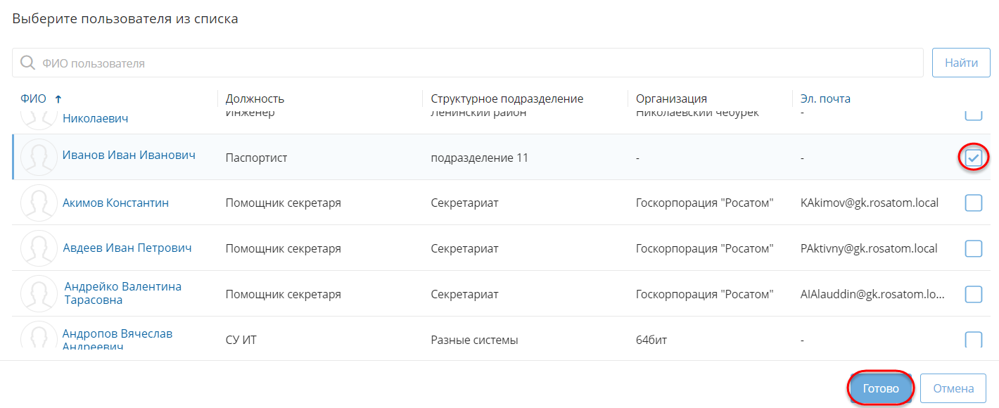 Выберите пользователя из списка
ФИО пользователя
Найти
ФИО ↑ Должность Структурное подразделение Организация Эл. почта
Николаевич Инженер Ленинский район Николаевский чебурек -
Иванов Иван Иванович Паспортист подразделение 11 - -
Акимов Константин Помощник секретаря Секретариат Госкорпорация "Росатом" KAkimov@gk.rosatom.local
Авдеев Иван Петрович Помощник секретаря Секретариат Госкорпорация "Росатом" PAktivny@gk.rosatom.local
Андрейко Валентина
Тарасовна Помощник секретаря Секретариат Госкорпорация "Росатом" AIAlauddin@gk.rosatom.lo...
Андропов Вячеслав
Андреевич СУ ИТ Разные системы 64бит -
Готово Отмена